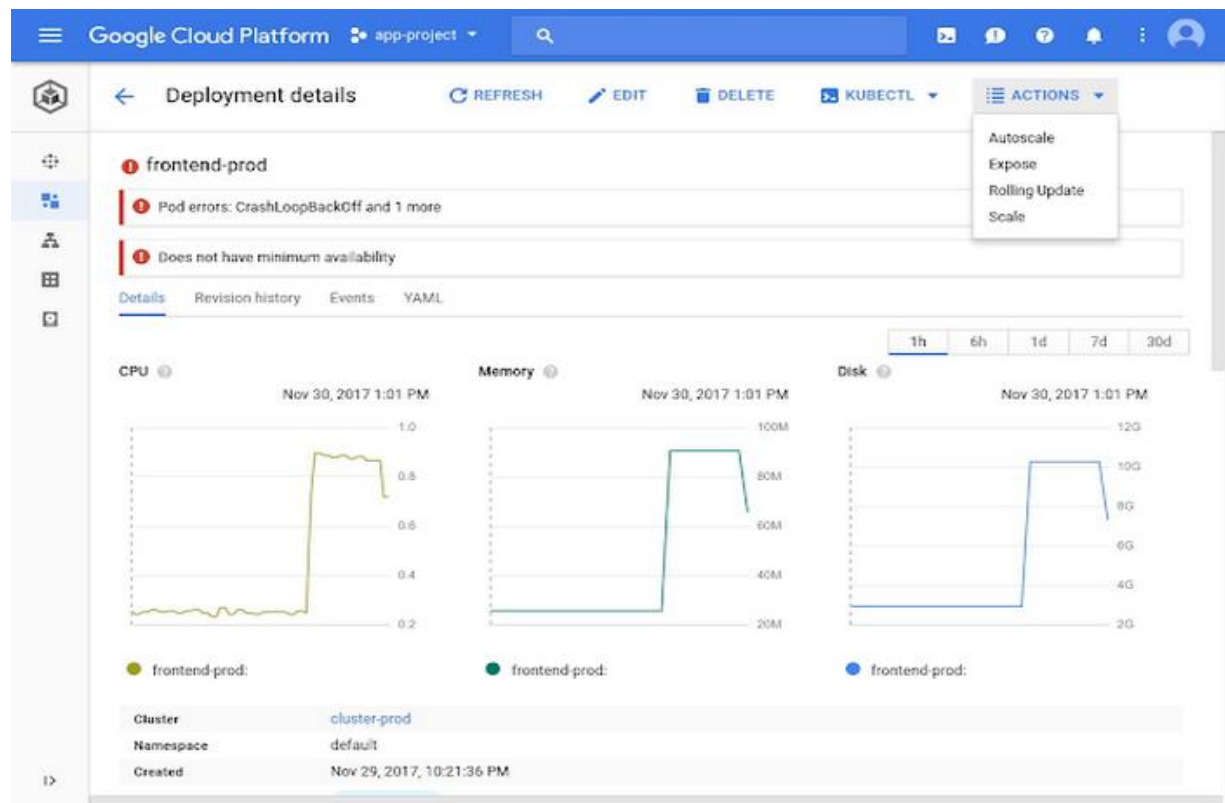 Google Cloud Platform app-project
Deployment details REFRESH EDIT DELETE KUBECTL ACTIONS
Autoscale
Expose
Rolling Update
Scale
frontend-prod
Pod errors: CrashLoopBackOff and 1 more
Does not have minimum availability
Details Revision history Events YAML
1h 6h 1d 7d 30d
CPU
Nov 30, 2017 1:01 PM
1.0
0.8
0.6
0.4
0.2
frontend-prod:
Memory
Nov 30, 2017 1:01 PM
100M
80M
60M
40M
20M
frontend-prod:
Disk
Nov 30, 2017 1:01 PM
12G
10G
8G
6G
4G
2G
frontend-prod:
Cluster cluster-prod
Namespace default
Created Nov 29, 2017, 10:21:36 PM